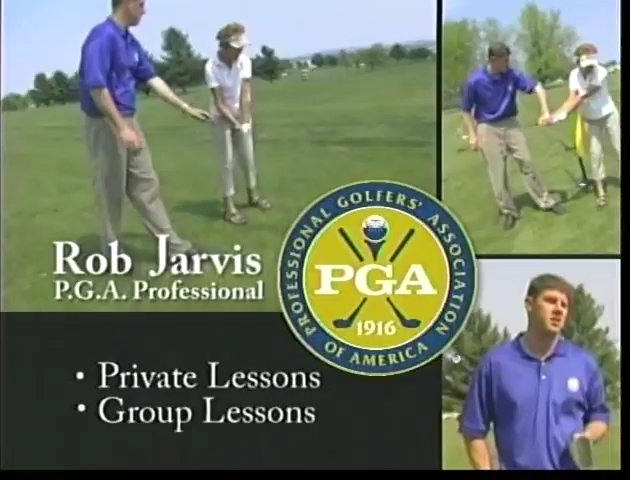 Rob Jarvis
P.G.A. Professional
PROFESSIONAL GOLFERS' ASSOCIATION
OF AMERICA
PGA
1916
• Private Lessons
• Group Lessons